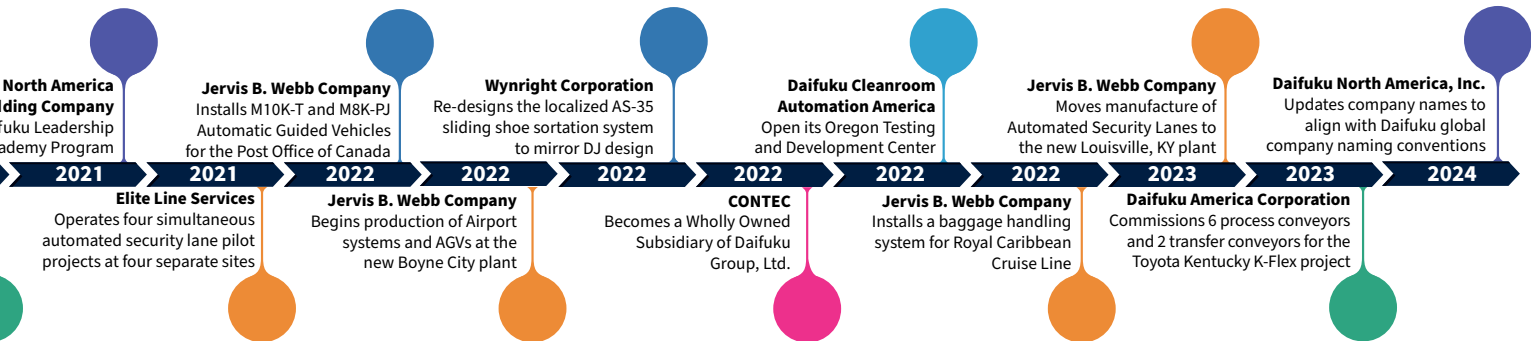 North America
lding Company
fuku Leadership
ademy Program
Jervis B. Webb Company
Installs M10K-T and M8K-PJ
Automatic Guided Vehicles
for the Post Office of Canada
Wynright Corporation
Re-designs the localized AS-35
sliding shoe sortation system
to mirror DJ design
Daifuku Cleanroom
Automation America
Open its Oregon Testing
and Development Center
Jervis B. Webb Company
Moves manufacture of
Automated Security Lanes to
the new Louisville, KY plant
Daifuku North America, Inc.
Updates company names to
align with Daifuku global
company naming conventions
2021 2021 2022 2022 2022 2022 2022 2022 2023 2023 2024
Elite Line Services
Operates four simultaneous
automated security lane pilot
projects at four separate sites
Jervis B. Webb Company
Begins production of Airport
systems and AGVs at the
new Boyne City plant
CONTEC
Becomes a Wholly Owned
Subsidiary of Daifuku
Group, Ltd.
Jervis B. Webb Company
Installs a baggage handling
system for Royal Caribbean
Cruise Line
Daifuku America Corporation
Commissions 6 process conveyors
and 2 transfer conveyors for the
Toyota Kentucky K-Flex project